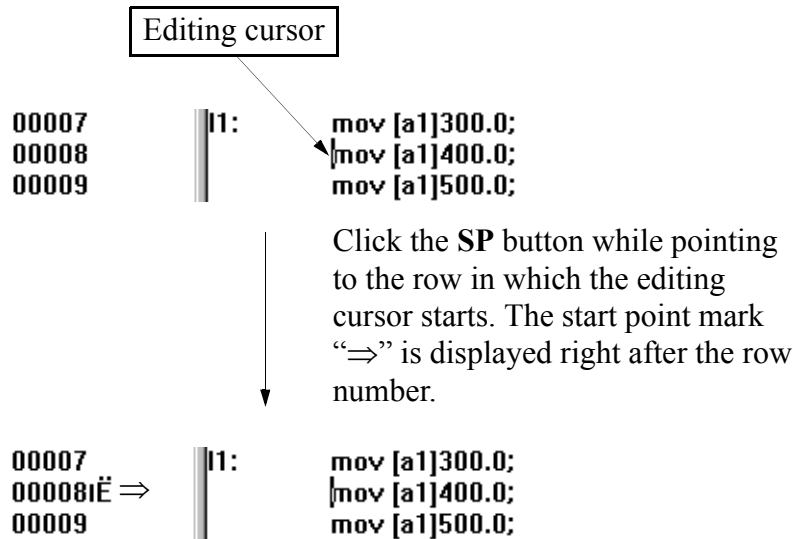 Editing cursor
00007 l1: mov [a1]300.0;
00008 mov [a1]400.0;
00009 mov [a1]500.0;
Click the SP button while pointing
to the row in which the editing
cursor starts. The start point mark
“⇒” is displayed right after the row
number.
00007 l1: mov [a1]300.0;
00008ıË ⇒ mov [a1]400.0;
00009 mov [a1]500.0;